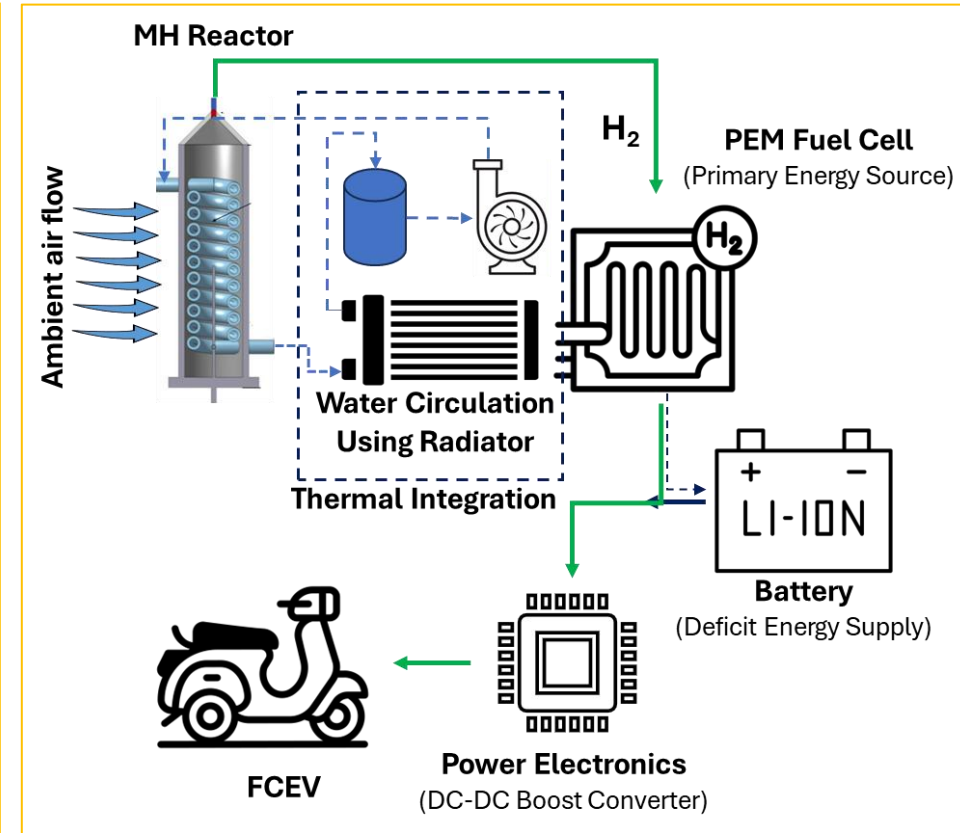 MH Reactor
H₂
PEM Fuel Cell
(Primary Energy Source)
Ambient air flow
H₂
Water Circulation
Using Radiator
Thermal Integration
+ −
LI-ION
Battery
(Deficit Energy Supply)
Power Electronics
(DC-DC Boost Converter)
FCEV